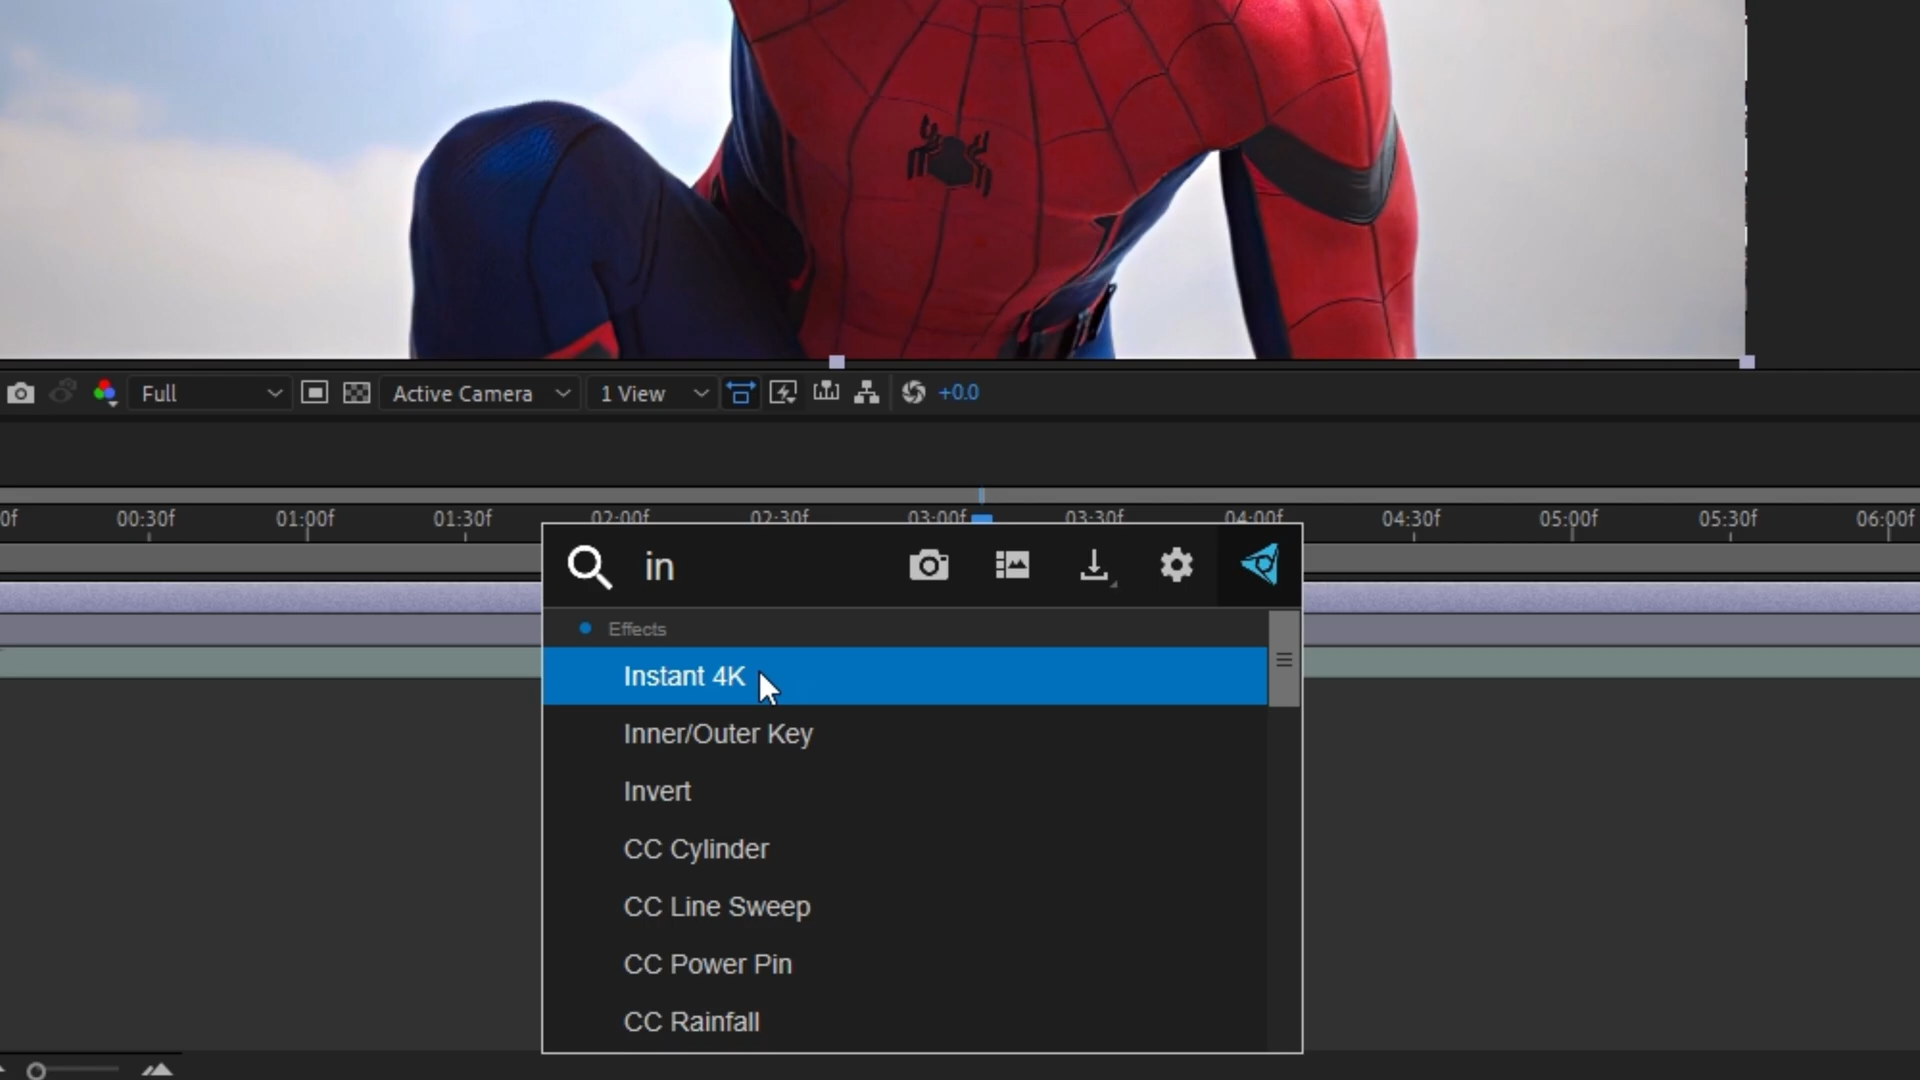 Full
Active Camera
1 View
+0.0
0f 00:30f 01:00f 01:30f 02:00f 02:30f 03:00f 03:30f 04:00f 04:30f 05:00f 05:30f 06:00f
in
Effects
Instant 4K
Inner/Outer Key
Invert
CC Cylinder
CC Line Sweep
CC Power Pin
CC Rainfall